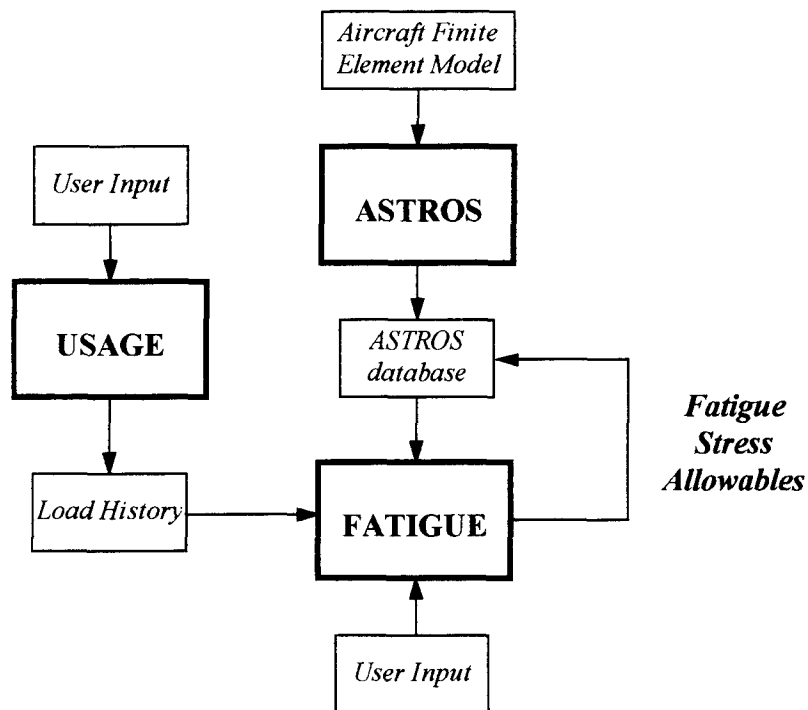 Aircraft Finite
Element Model
User Input
ASTROS
USAGE
ASTROS
database
Fatigue
Stress
Allowables
Load History
FATIGUE
User Input